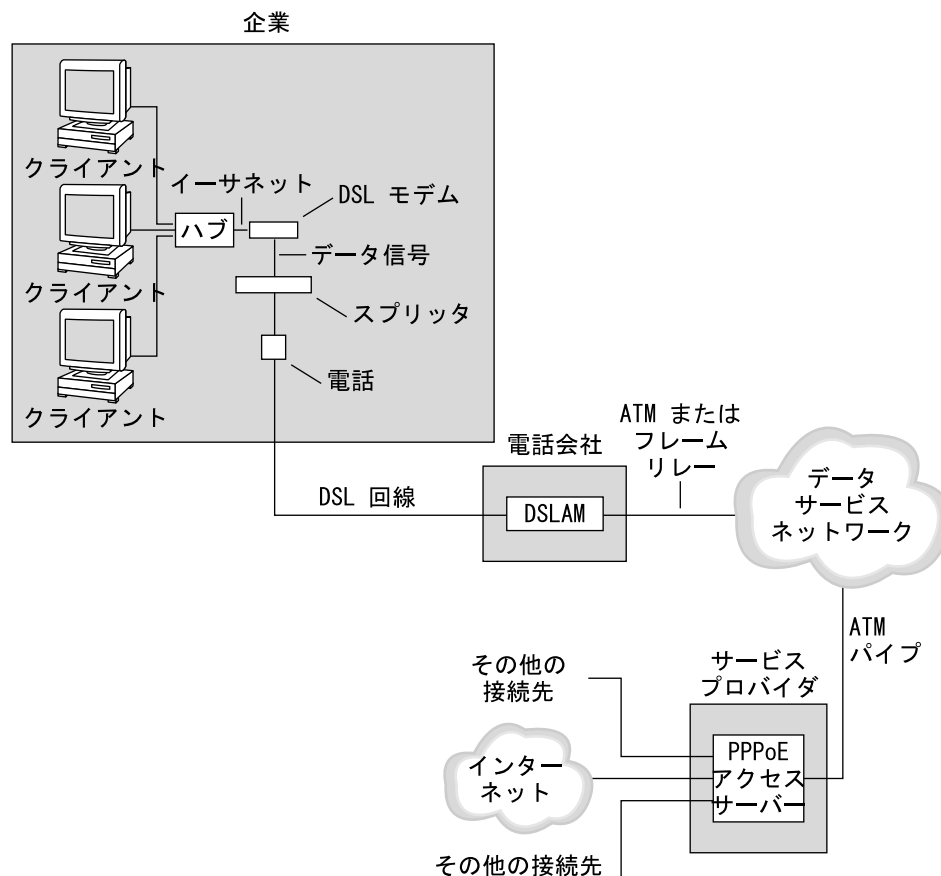 企業
クライアント
イーサネット
DSL モデム
ハブ
データ信号
クライアント
スプリッタ
電話
クライアント
ATM または
フレーム
リレー
電話会社
データ
サービス
ネットワーク
DSL 回線
DSLAM
ATM
パイプ
その他の
接続先
サービス
プロバイダ
PPPoE
アクセス
サーバー
インター
ネット
その他の接続先